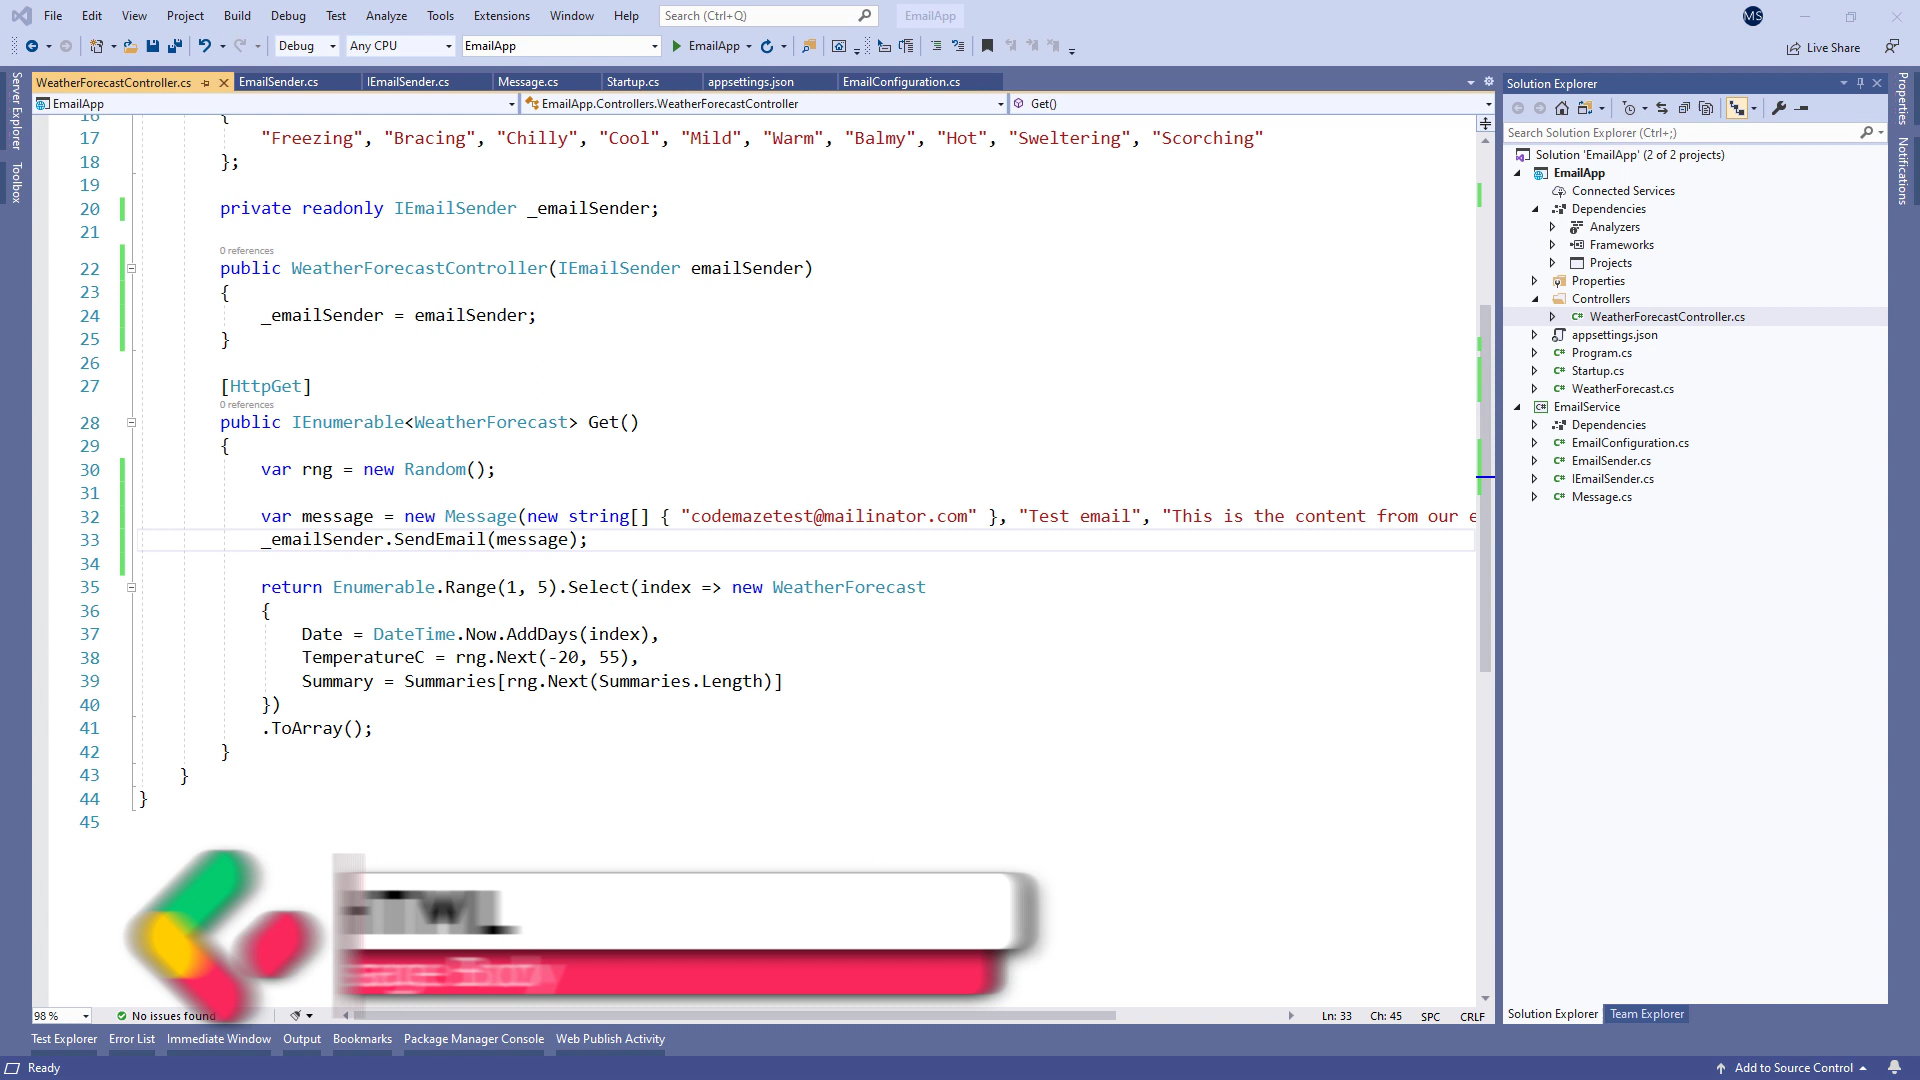 File Edit View Project Build Debug Test Analyze Tools Extensions Window Help Search (Ctrl+Q) EmailApp MS
Debug Any CPU EmailApp EmailApp Live Share
WeatherForecastController.cs EmailSender.cs IEmailSender.cs Message.cs Startup.cs appsettings.json EmailConfiguration.cs
EmailApp EmailApp.Controllers.WeatherForecastController Get()
Server Explorer
Toolbox
16 {
17 "Freezing", "Bracing", "Chilly", "Cool", "Mild", "Warm", "Balmy", "Hot", "Sweltering", "Scorching"
18 };
19
20 private readonly IEmailSender _emailSender;
21
0 references
22 public WeatherForecastController(IEmailSender emailSender)
23 {
24 _emailSender = emailSender;
25 }
26
27 [HttpGet]
0 references
28 public IEnumerable<WeatherForecast> Get()
29 {
30 var rng = new Random();
31
32 var message = new Message(new string[] { "codemazetest@mailinator.com" }, "Test email", "This is the content from our e
33 _emailSender.SendEmail(message);
34
35 return Enumerable.Range(1, 5).Select(index => new WeatherForecast
36 {
37 Date = DateTime.Now.AddDays(index),
38 TemperatureC = rng.Next(-20, 55),
39 Summary = Summaries[rng.Next(Summaries.Length)]
40 })
41 .ToArray();
42 }
43 }
44 }
45
98 % No issues found Ln: 33 Ch: 45 SPC CRLF
Solution Explorer
Search Solution Explorer (Ctrl+;)
Solution 'EmailApp' (2 of 2 projects)
EmailApp
Connected Services
Dependencies
Analyzers
Frameworks
Projects
Properties
Controllers
C# WeatherForecastController.cs
appsettings.json
C# Program.cs
C# Startup.cs
C# WeatherForecast.cs
C# EmailService
Dependencies
C# EmailConfiguration.cs
C# EmailSender.cs
C# IEmailSender.cs
C# Message.cs
Solution Explorer Team Explorer
Properties
Notifications
Test Explorer Error List Immediate Window Output Bookmarks Package Manager Console Web Publish Activity
Ready Add to Source Control